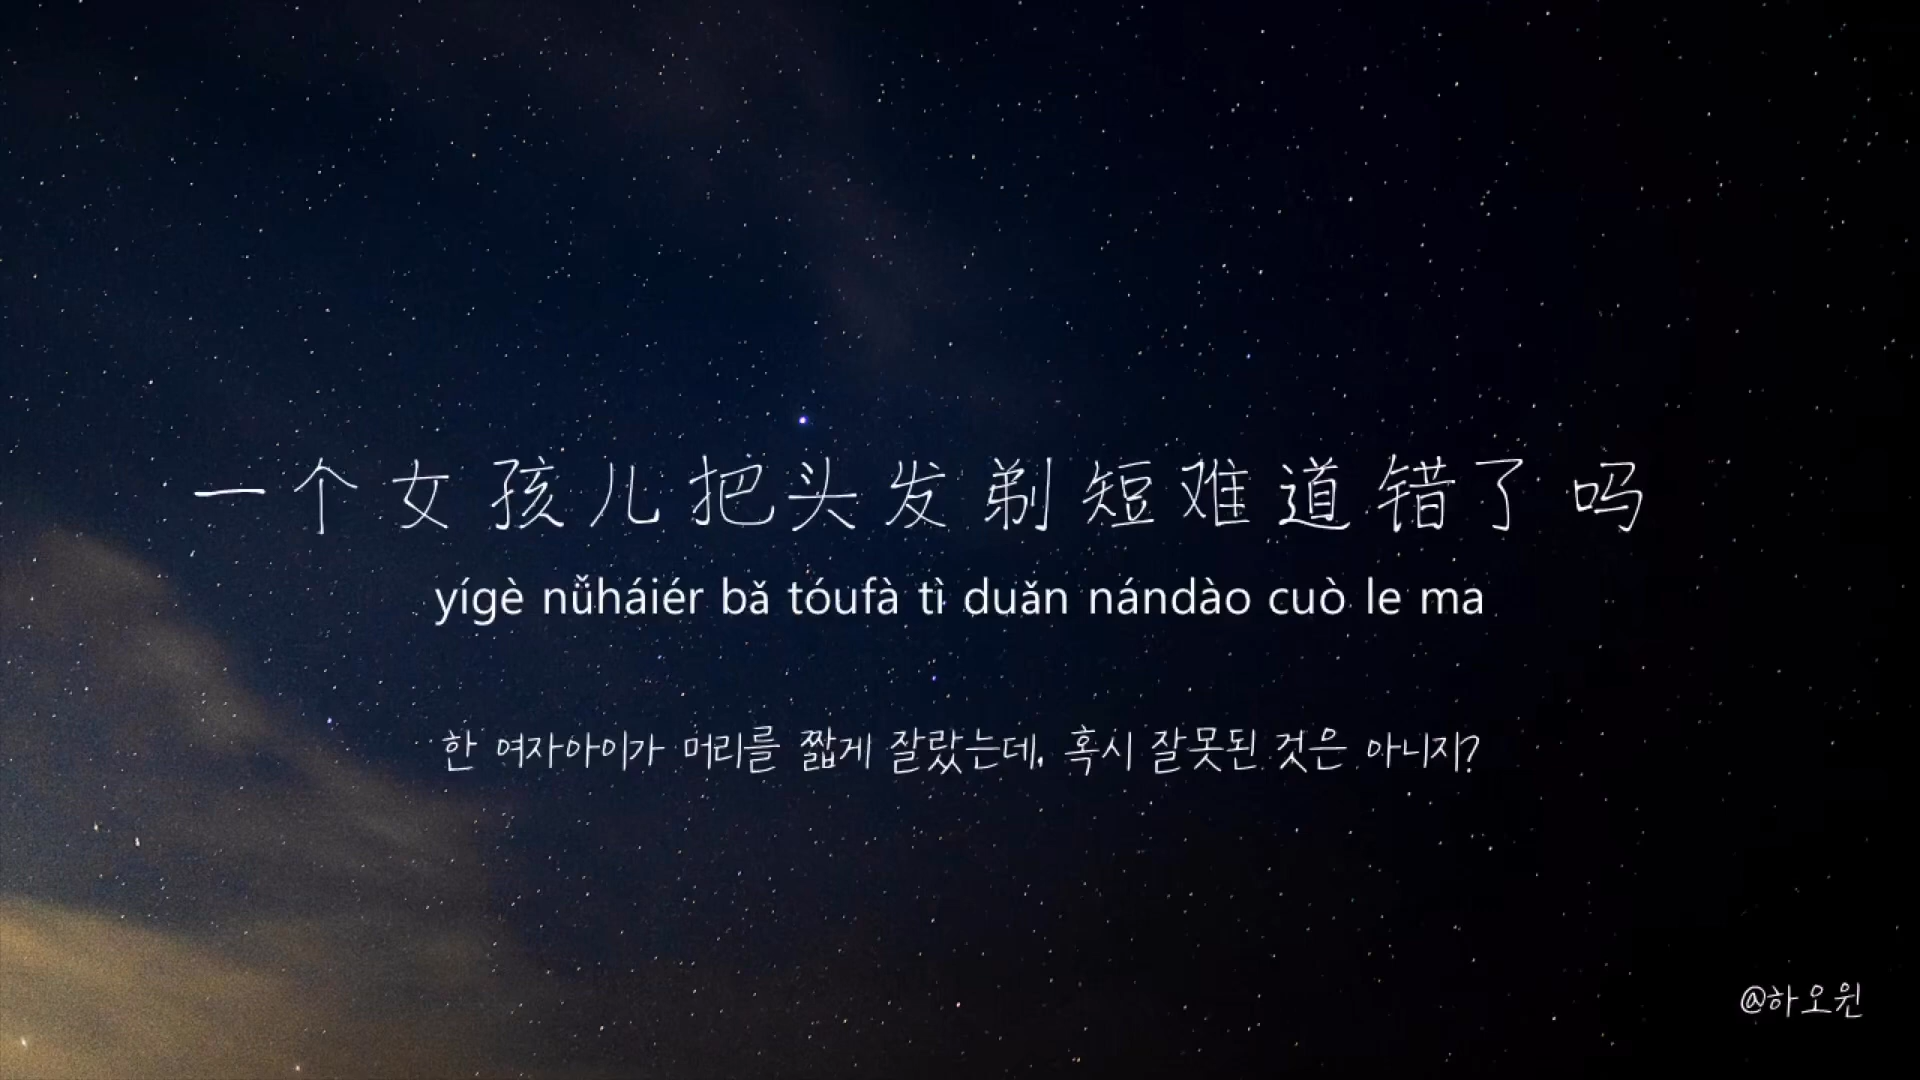 一个女孩儿把头发剃短难道错了吗
yígè nǚháiér bǎ tóufà tì duǎn nándào cuò le ma
한 여자아이가 머리를 짧게 잘랐는데, 혹시 잘못된 것은 아니지?
@하오윈